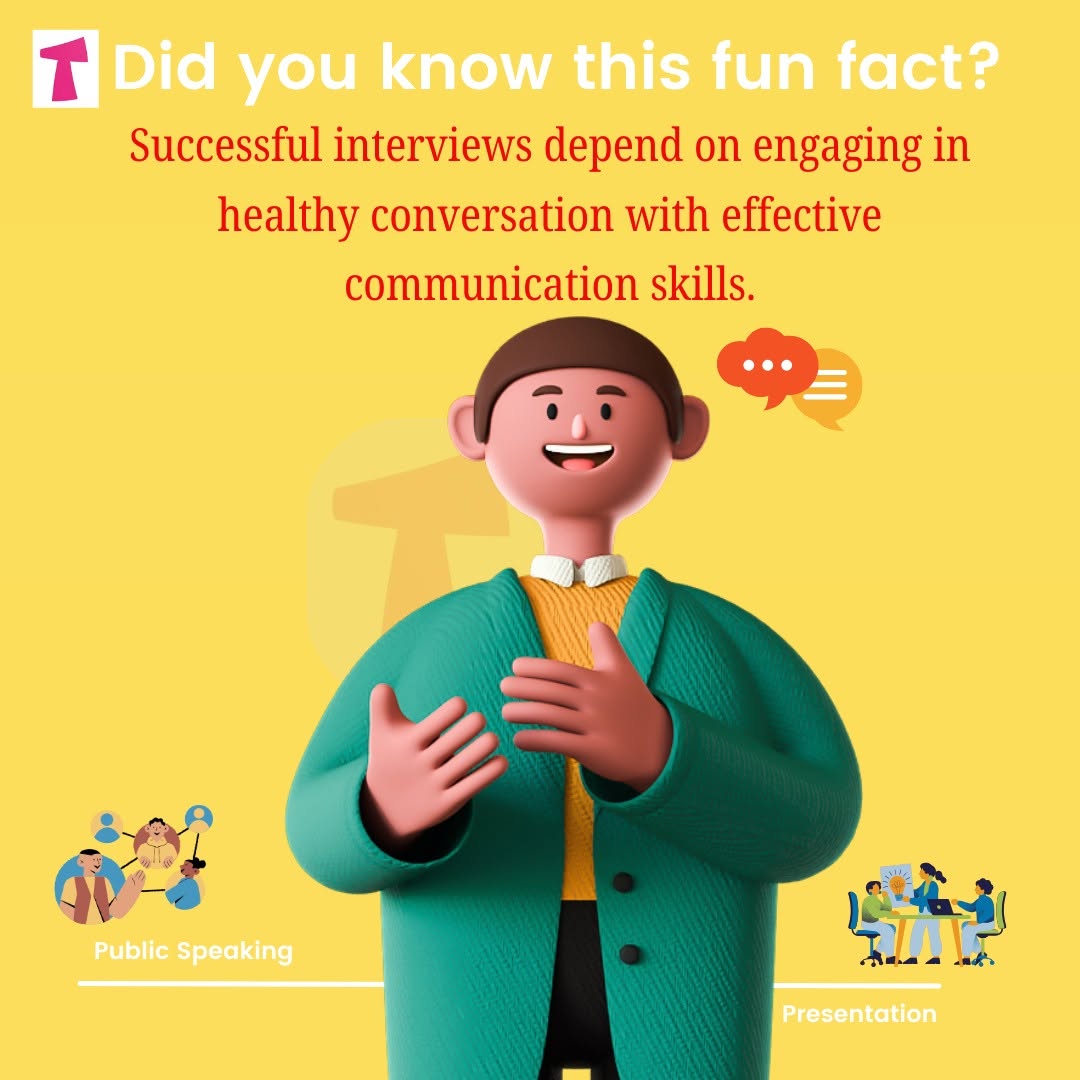 T Did you know this fun fact?
Successful interviews depend on engaging in
healthy conversation with effective
communication skills.
T
Public Speaking
Presentation